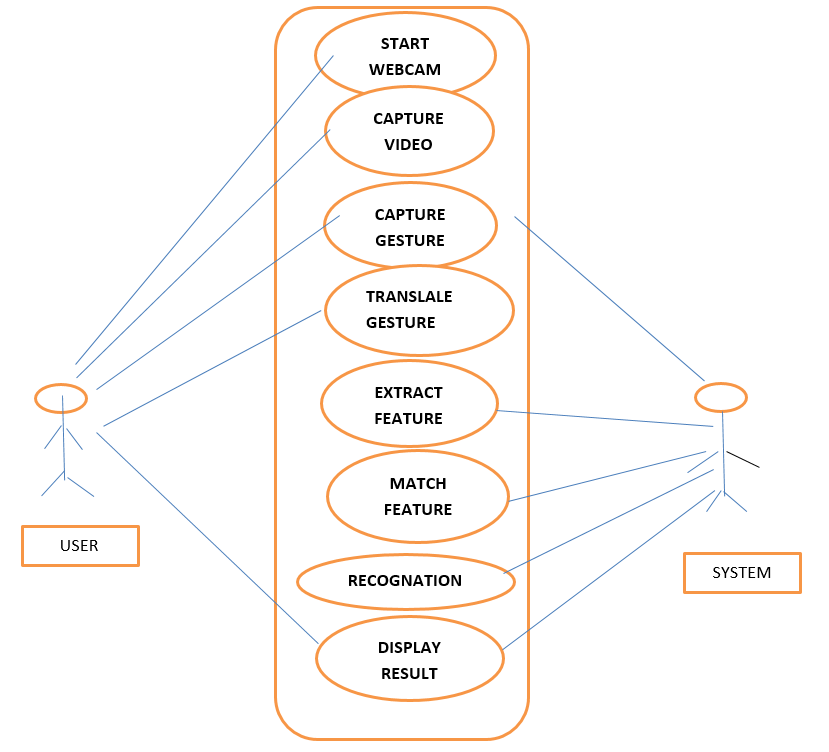 START
WEBCAM
CAPTURE
VIDEO
CAPTURE
GESTURE
TRANSLALE
GESTURE
EXTRACT
FEATURE
MATCH
FEATURE
USER
RECOGNATION
SYSTEM
DISPLAY
RESULT